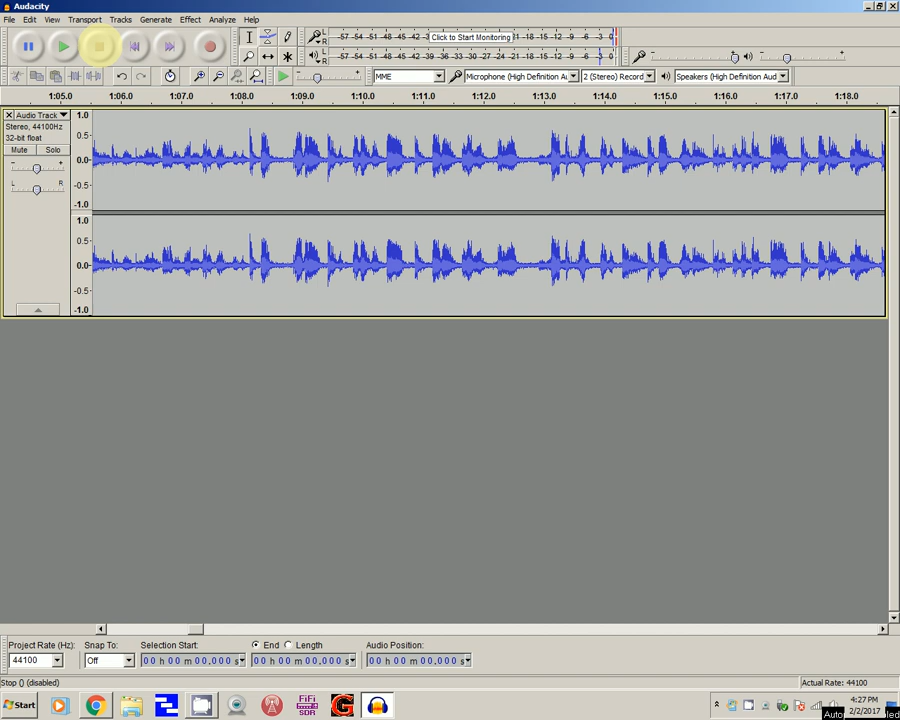 Audacity
File Edit View Transport Tracks Generate Effect Analyze Help
-57 -54 -51 -48 -45 -42 -3 Click to Start Monitoring -21 -18 -15 -12 -9 -6 -3 0
-57 -54 -51 -48 -45 -42 -39 -36 -33 -30 -27 -24 -21 -18 -15 -12 -9 -6 -3 0
MME Microphone (High Definition Au 2 (Stereo) Record Speakers (High Definition Aud
1:05.0 1:06.0 1:07.0 1:08.0 1:09.0 1:10.0 1:11.0 1:12.0 1:13.0 1:14.0 1:15.0 1:16.0 1:17.0 1:18.0
Audio Track
Stereo, 44100Hz
32-bit float
Mute Solo
- +
L R
1.0
0.5
0.0
-0.5
-1.0
1.0
0.5
0.0
-0.5
-1.0
Project Rate (Hz): Snap To: Selection Start: End Length Audio Position:
44100 Off 00 h 00 m 00.000 s 00 h 00 m 00.000 s 00 h 00 m 00.000 s
Stop () (disabled) Actual Rate: 44100
Start FiFi SDR
4:27 PM
2/2/2017